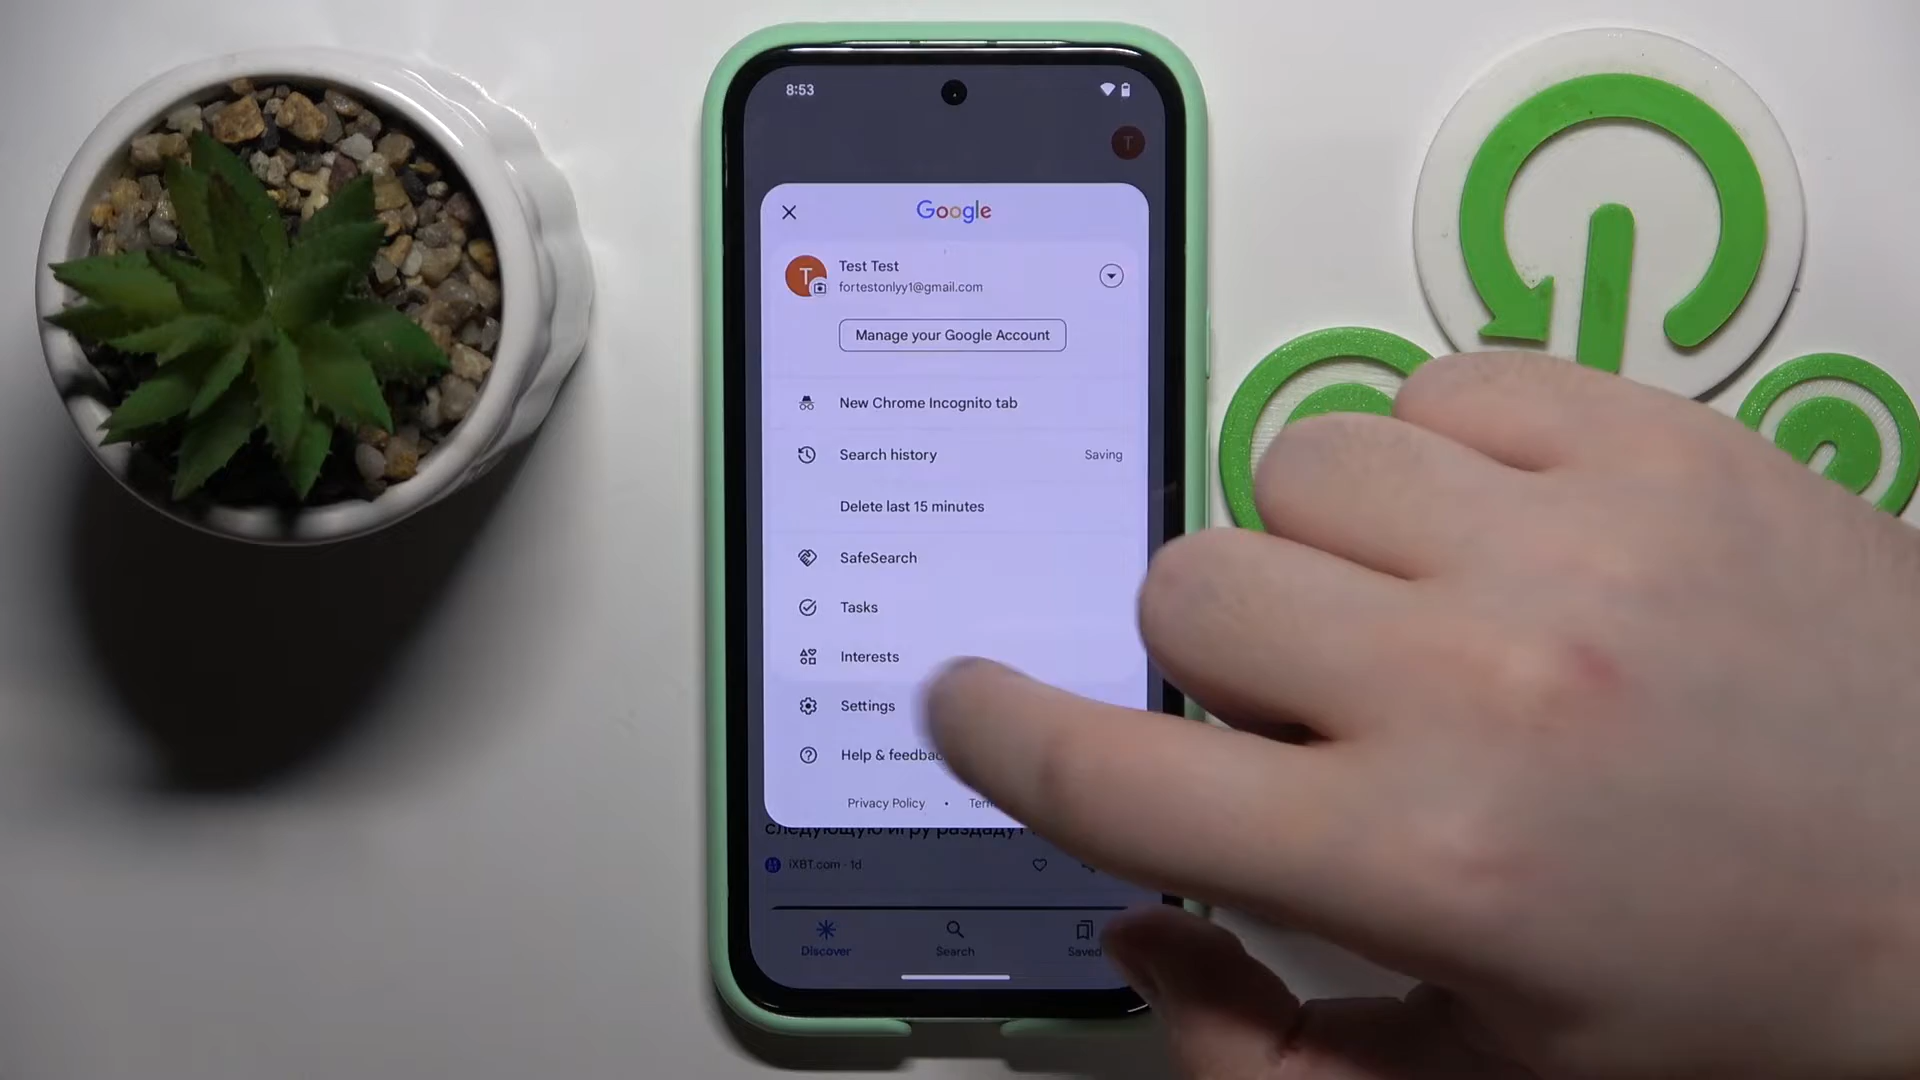 8:53
T
Google
T
Test Test
fortestonlyy1@gmail.com
Manage your Google Account
New Chrome Incognito tab
Search history
Saving
Delete last 15 minutes
SafeSearch
Tasks
Interests
Settings
Help &
Privacy Policy •
следующую игру раздадут
iXBT.com · 1d
Discover
Search
Saved